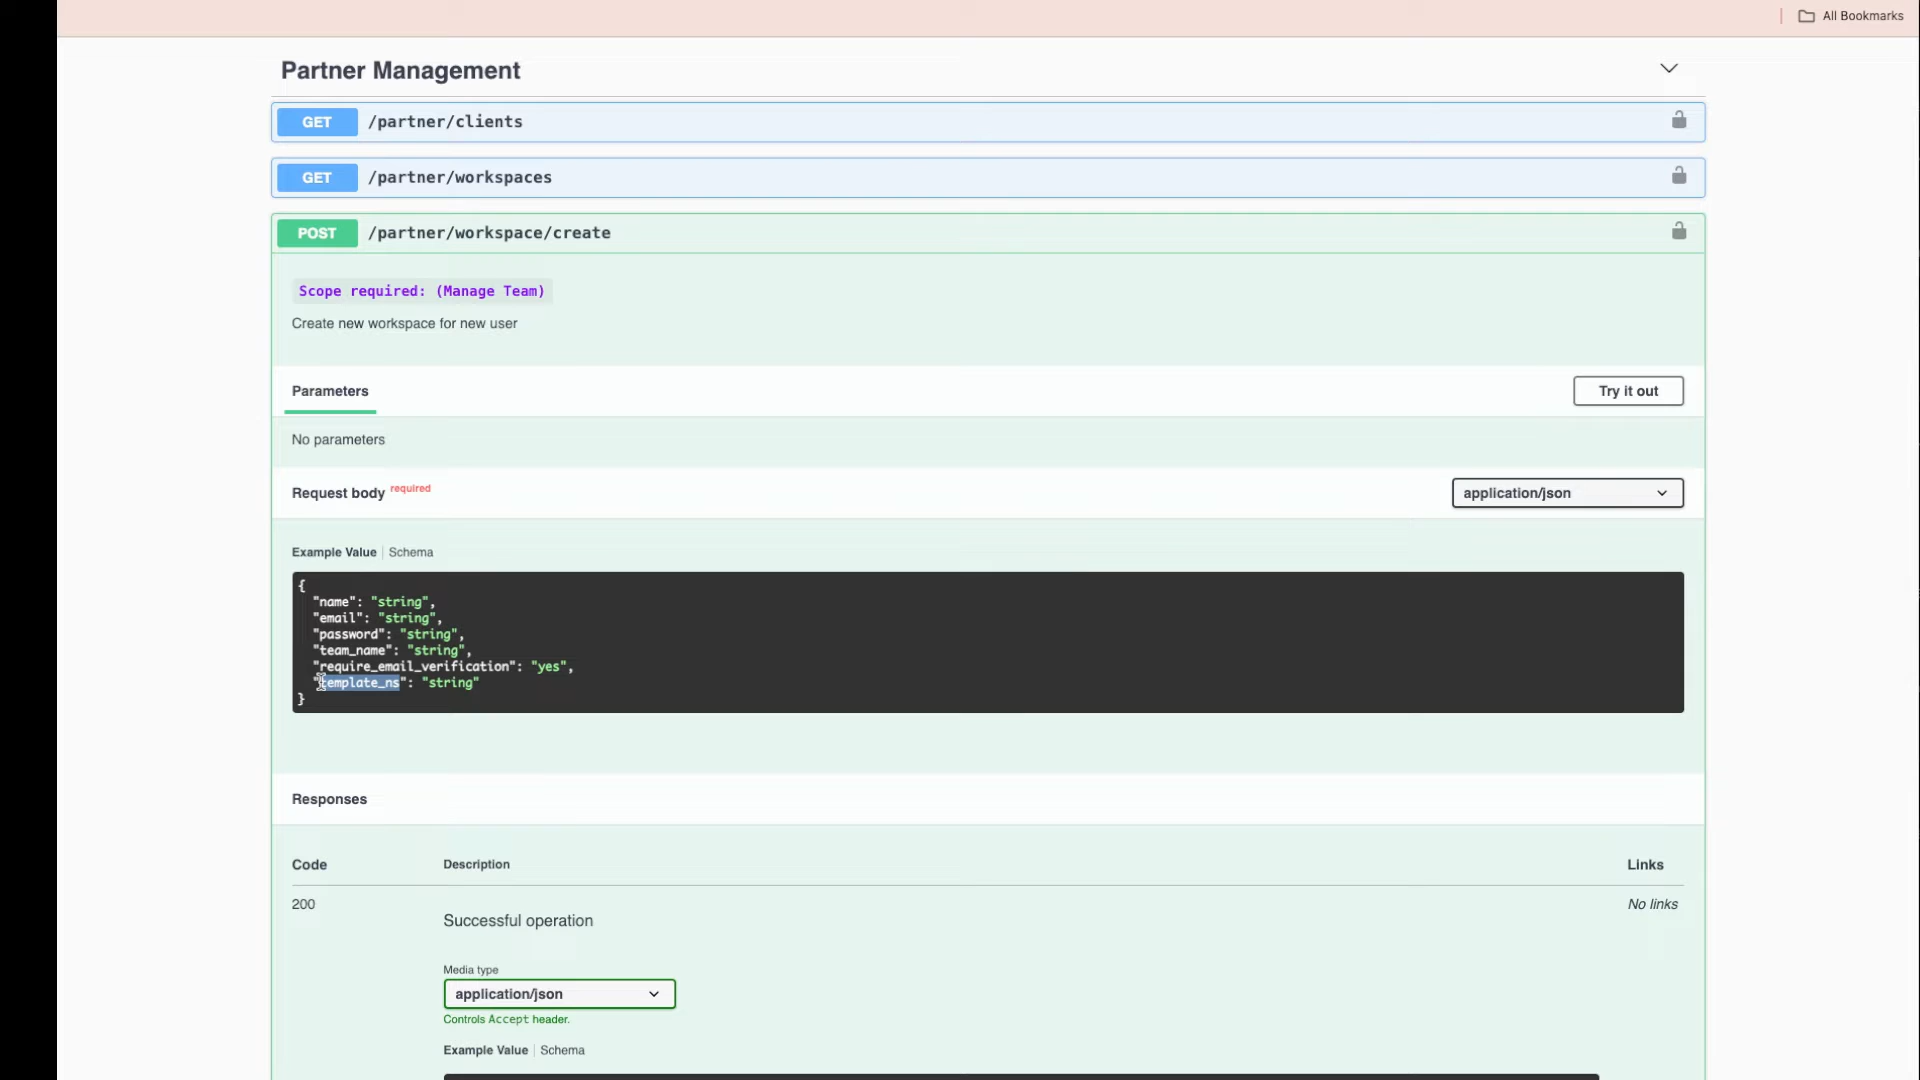 All Bookmarks
Partner Management
GET /partner/clients
GET /partner/workspaces
POST /partner/workspace/create
Scope required: (Manage Team)
Create new workspace for new user
Parameters
Try it out
No parameters
Request body required
application/json
Example Value | Schema
{
"name": "string",
"email": "string",
"password": "string",
"team_name": "string",
"require_email_verification": "yes",
"template_ns": "string"
}
Responses
Code Description Links
200 No links
Successful operation
Media type
application/json
Controls Accept header.
Example Value | Schema